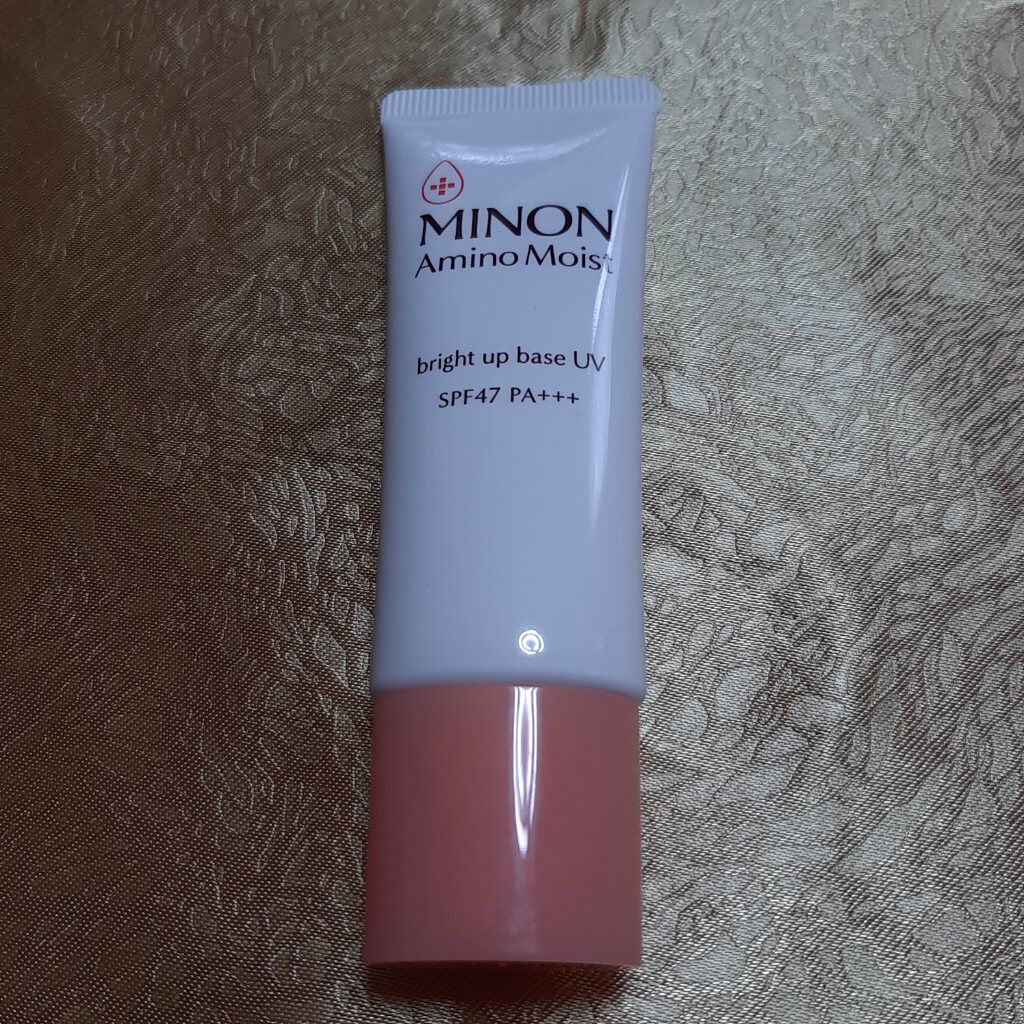 MINON
Amino Moist
bright up base UV
SPF47 PA+++